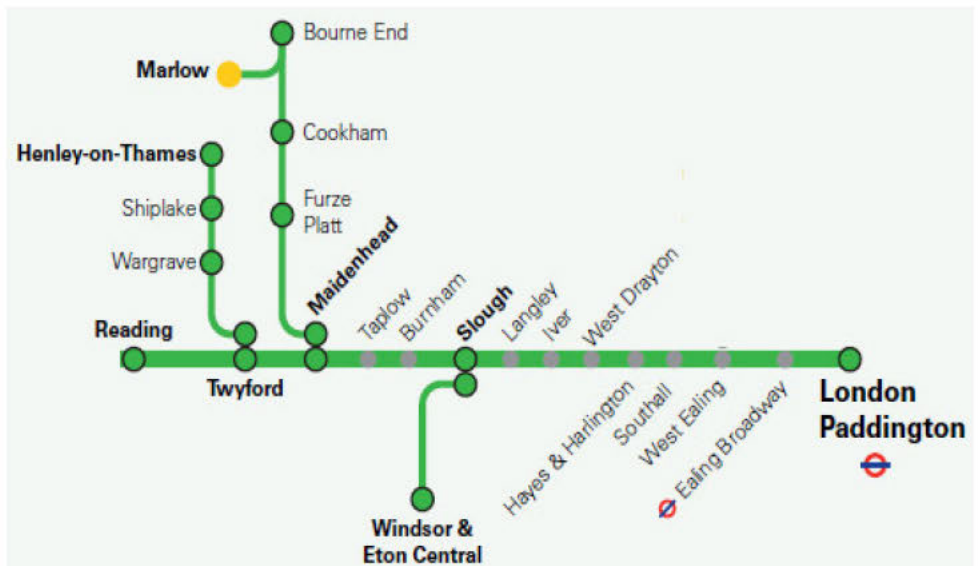 Bourne End
Marlow
Cookham
Henley-on-Thames
Shiplake
Furze
Platt
Wargrave
Maidenhead
Taplow
Burnham
Slough
Langley
Iver
West Drayton
Reading
Twyford
Hayes & Harlington
Southall
West Ealing
Ealing Broadway
London
Paddington
Windsor &
Eton Central